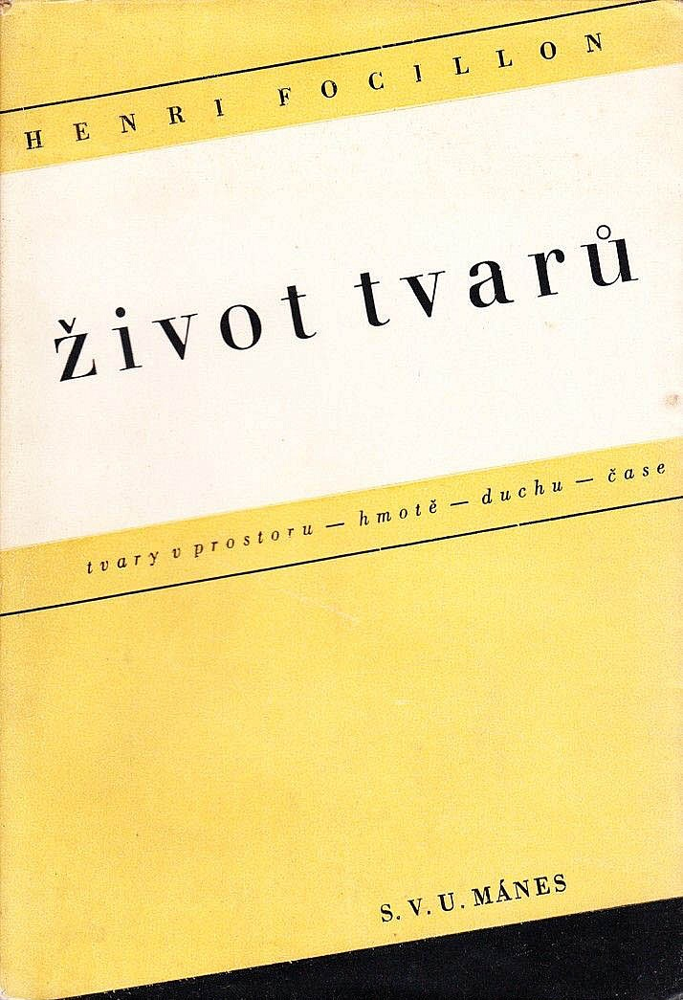 HENRI FOCILLON
život tvarů
tvary v prostoru — hmotě — duchu — čase
S. V. U. MÁNES